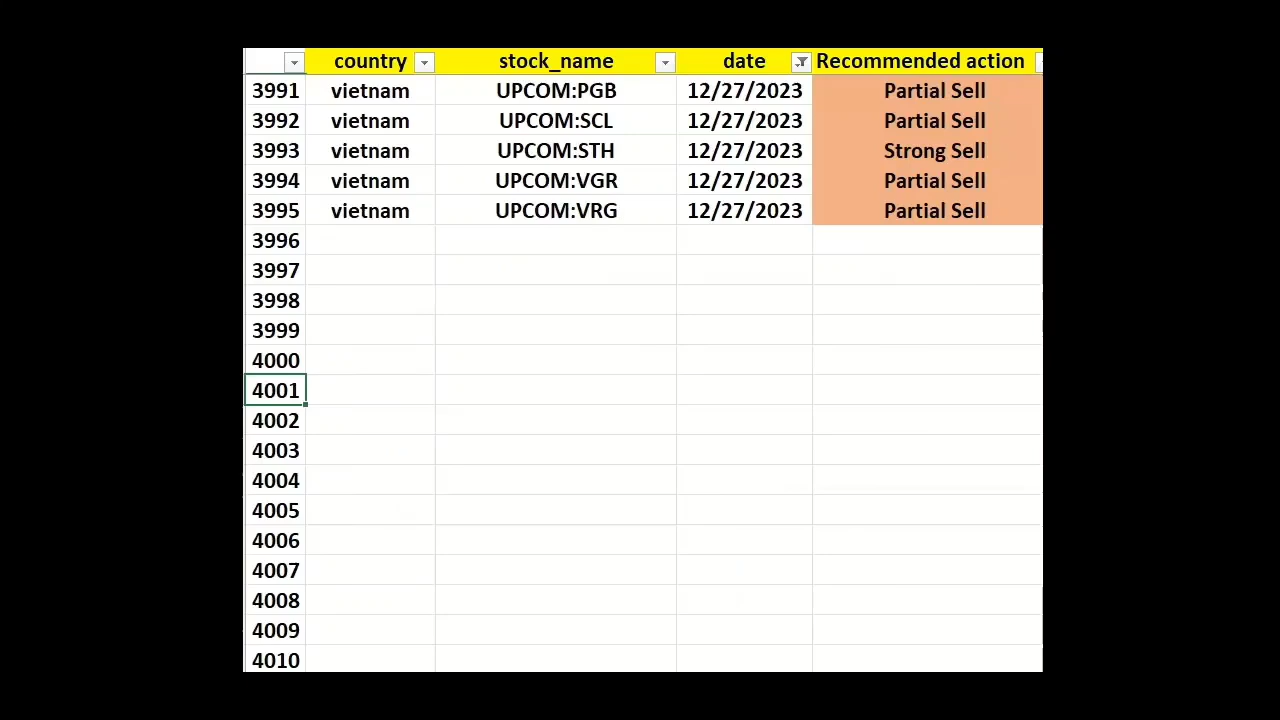 country stock_name date Recommended action
3991 vietnam UPCOM:PGB 12/27/2023 Partial Sell
3992 vietnam UPCOM:SCL 12/27/2023 Partial Sell
3993 vietnam UPCOM:STH 12/27/2023 Strong Sell
3994 vietnam UPCOM:VGR 12/27/2023 Partial Sell
3995 vietnam UPCOM:VRG 12/27/2023 Partial Sell
3996
3997
3998
3999
4000
4001
4002
4003
4004
4005
4006
4007
4008
4009
4010